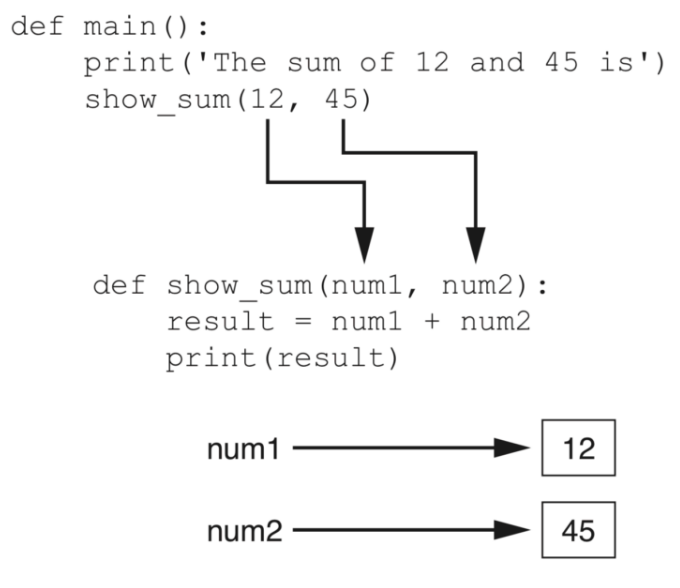 def main():
    print('The sum of 12 and 45 is')
    show_sum(12, 45)
def show_sum(num1, num2):
    result = num1 + num2
    print(result)
num1 12
num2 45